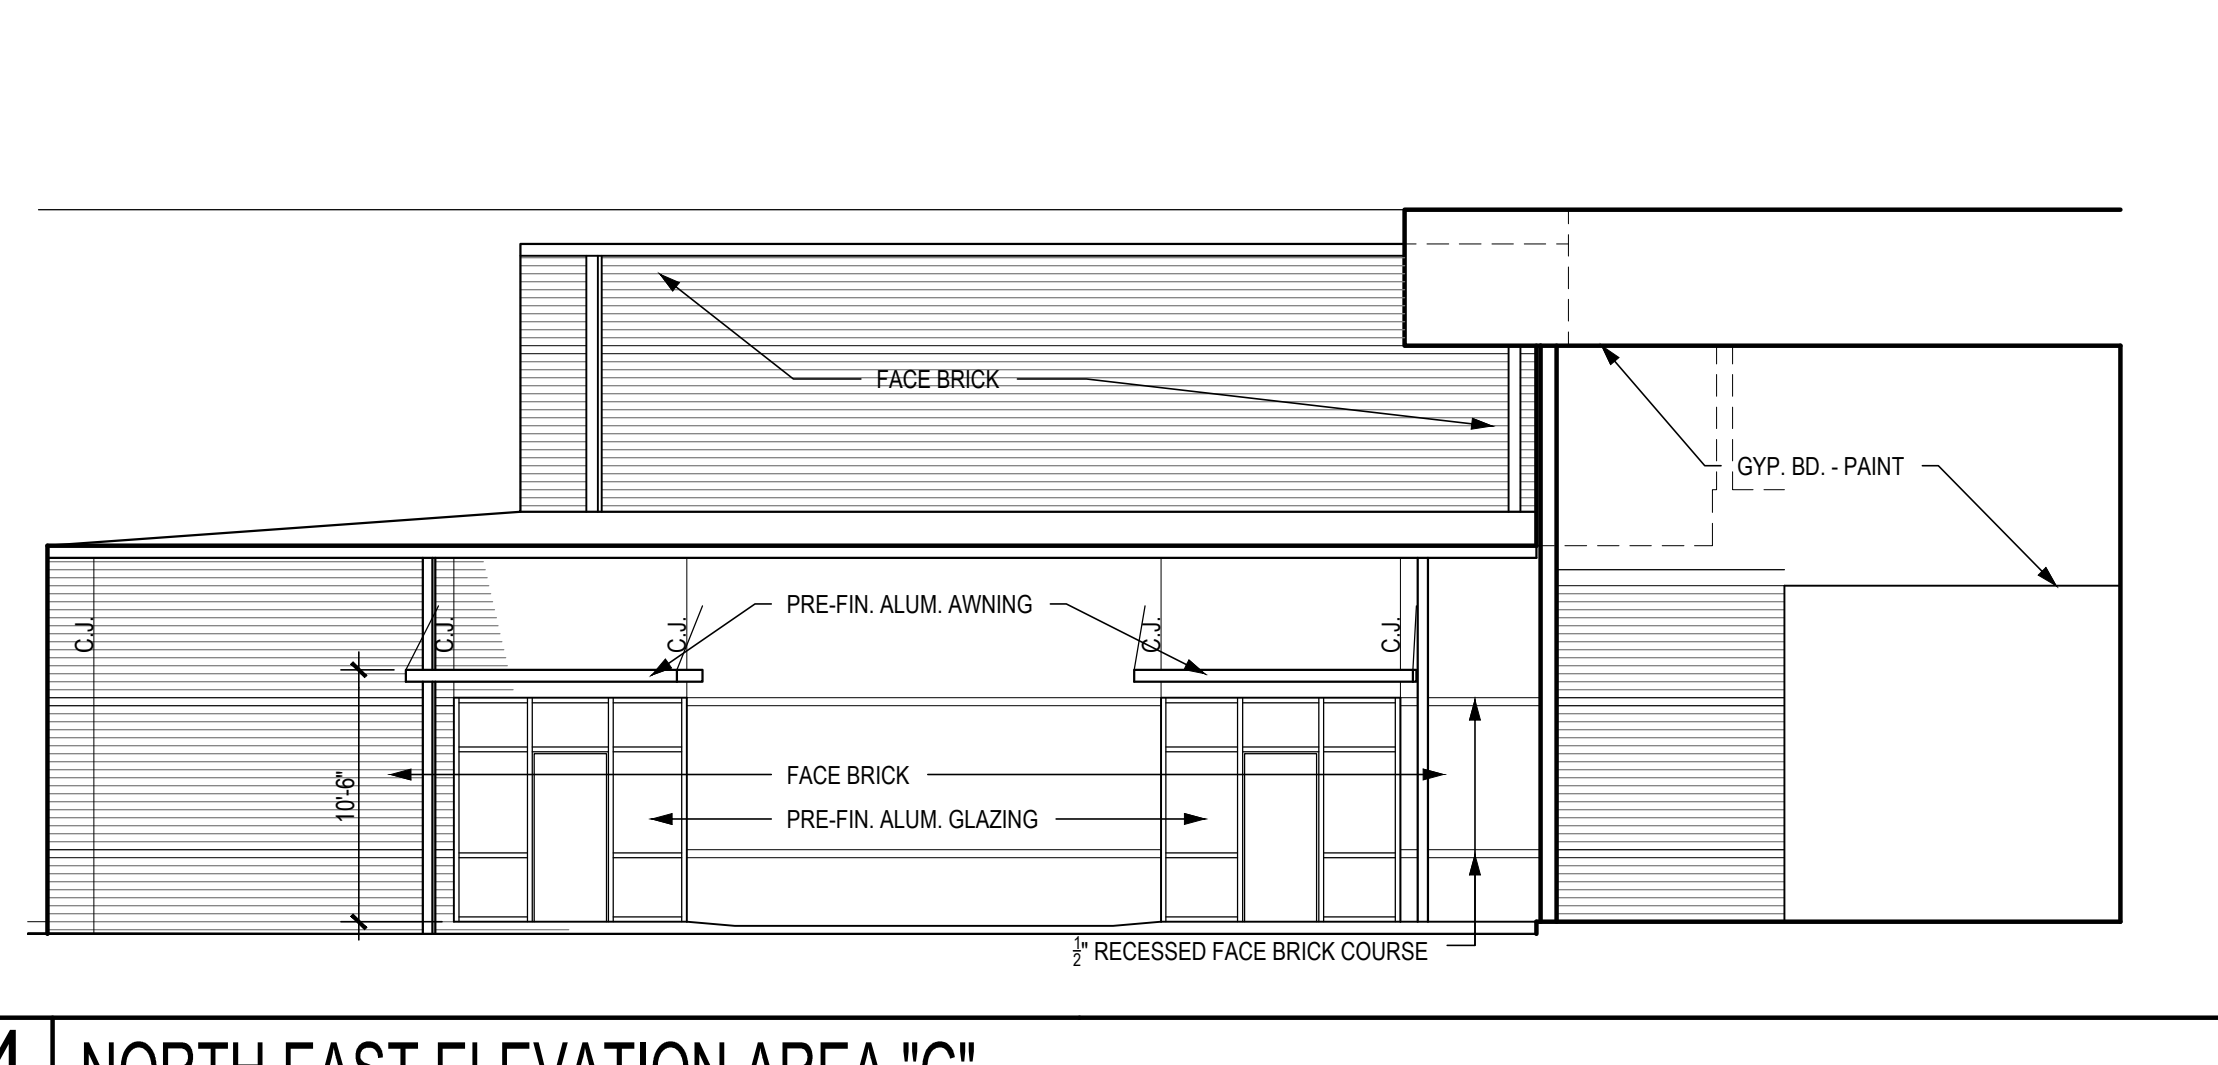 FACE BRICK
GYP. BD. - PAINT
PRE-FIN. ALUM. AWNING
C.J.
C.J.
C.J.
C.J.
C.J.
10'-6"
FACE BRICK
PRE-FIN. ALUM. GLAZING
½" RECESSED FACE BRICK COURSE
NORTH EAST ELEVATION AREA "C"